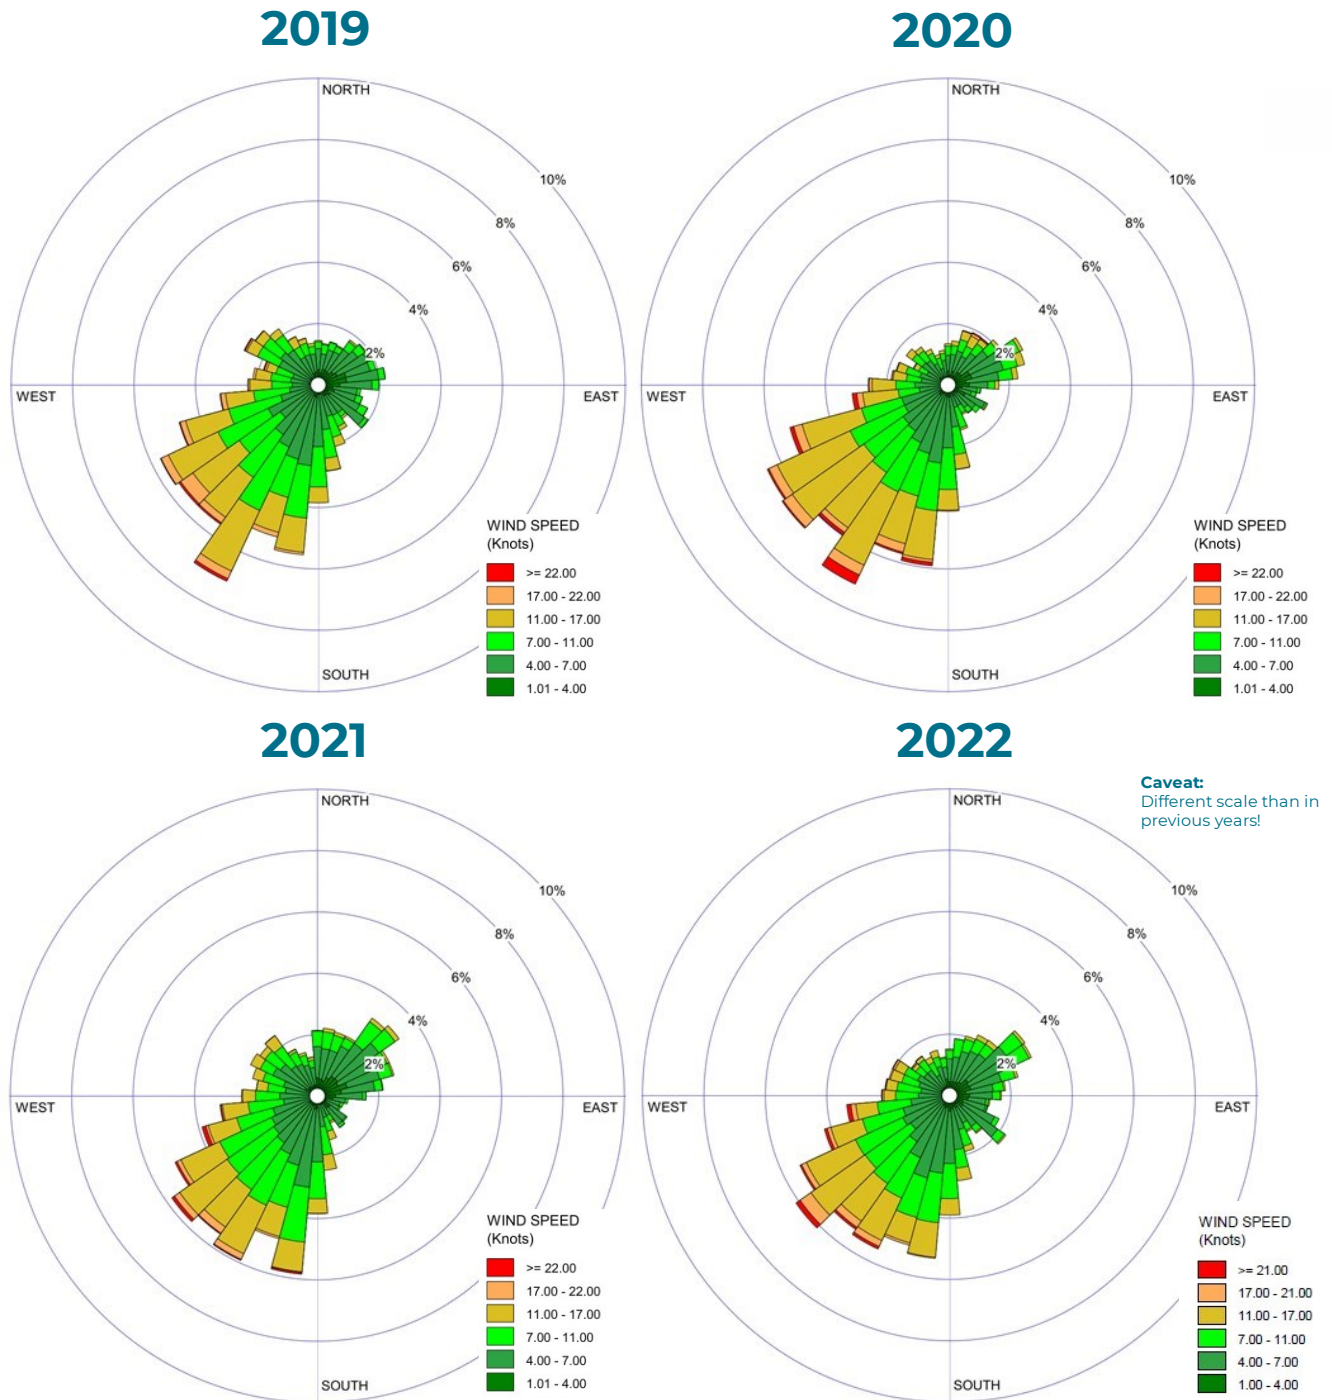 2019
NORTH
10%
8%
6%
4%
2%
WEST
EAST
SOUTH
WIND SPEED
(Knots)
>= 22.00
17.00 - 22.00
11.00 - 17.00
7.00 - 11.00
4.00 - 7.00
1.01 - 4.00
2020
NORTH
10%
8%
6%
4%
2%
WEST
EAST
SOUTH
WIND SPEED
(Knots)
>= 22.00
17.00 - 22.00
11.00 - 17.00
7.00 - 11.00
4.00 - 7.00
1.01 - 4.00
2021
NORTH
10%
8%
6%
4%
2%
WEST
EAST
SOUTH
WIND SPEED
(Knots)
>= 22.00
17.00 - 22.00
11.00 - 17.00
7.00 - 11.00
4.00 - 7.00
1.01 - 4.00
2022
Caveat:
Different scale than in
previous years!
NORTH
10%
8%
6%
4%
2%
WEST
EAST
SOUTH
WIND SPEED
(Knots)
>= 21.00
17.00 - 21.00
11.00 - 17.00
7.00 - 11.00
4.00 - 7.00
1.00 - 4.00